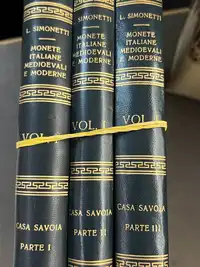 L. SIMONETTI
MONETE
ITALIANE
MEDIOEVALI
E MODERNE
VOL.
CASA SAVOIA
PARTE I
L. SIMONETTI
MONETE
ITALIANE
MEDIOEVALI
E MODERNE
VOL. I
CASA SAVOIA
PARTE II
L. SIMONETTI
MONETE
ITALIANE
MEDIOEVALI
E MODERNE
VOL.
CASA SAVOIA
PARTE III